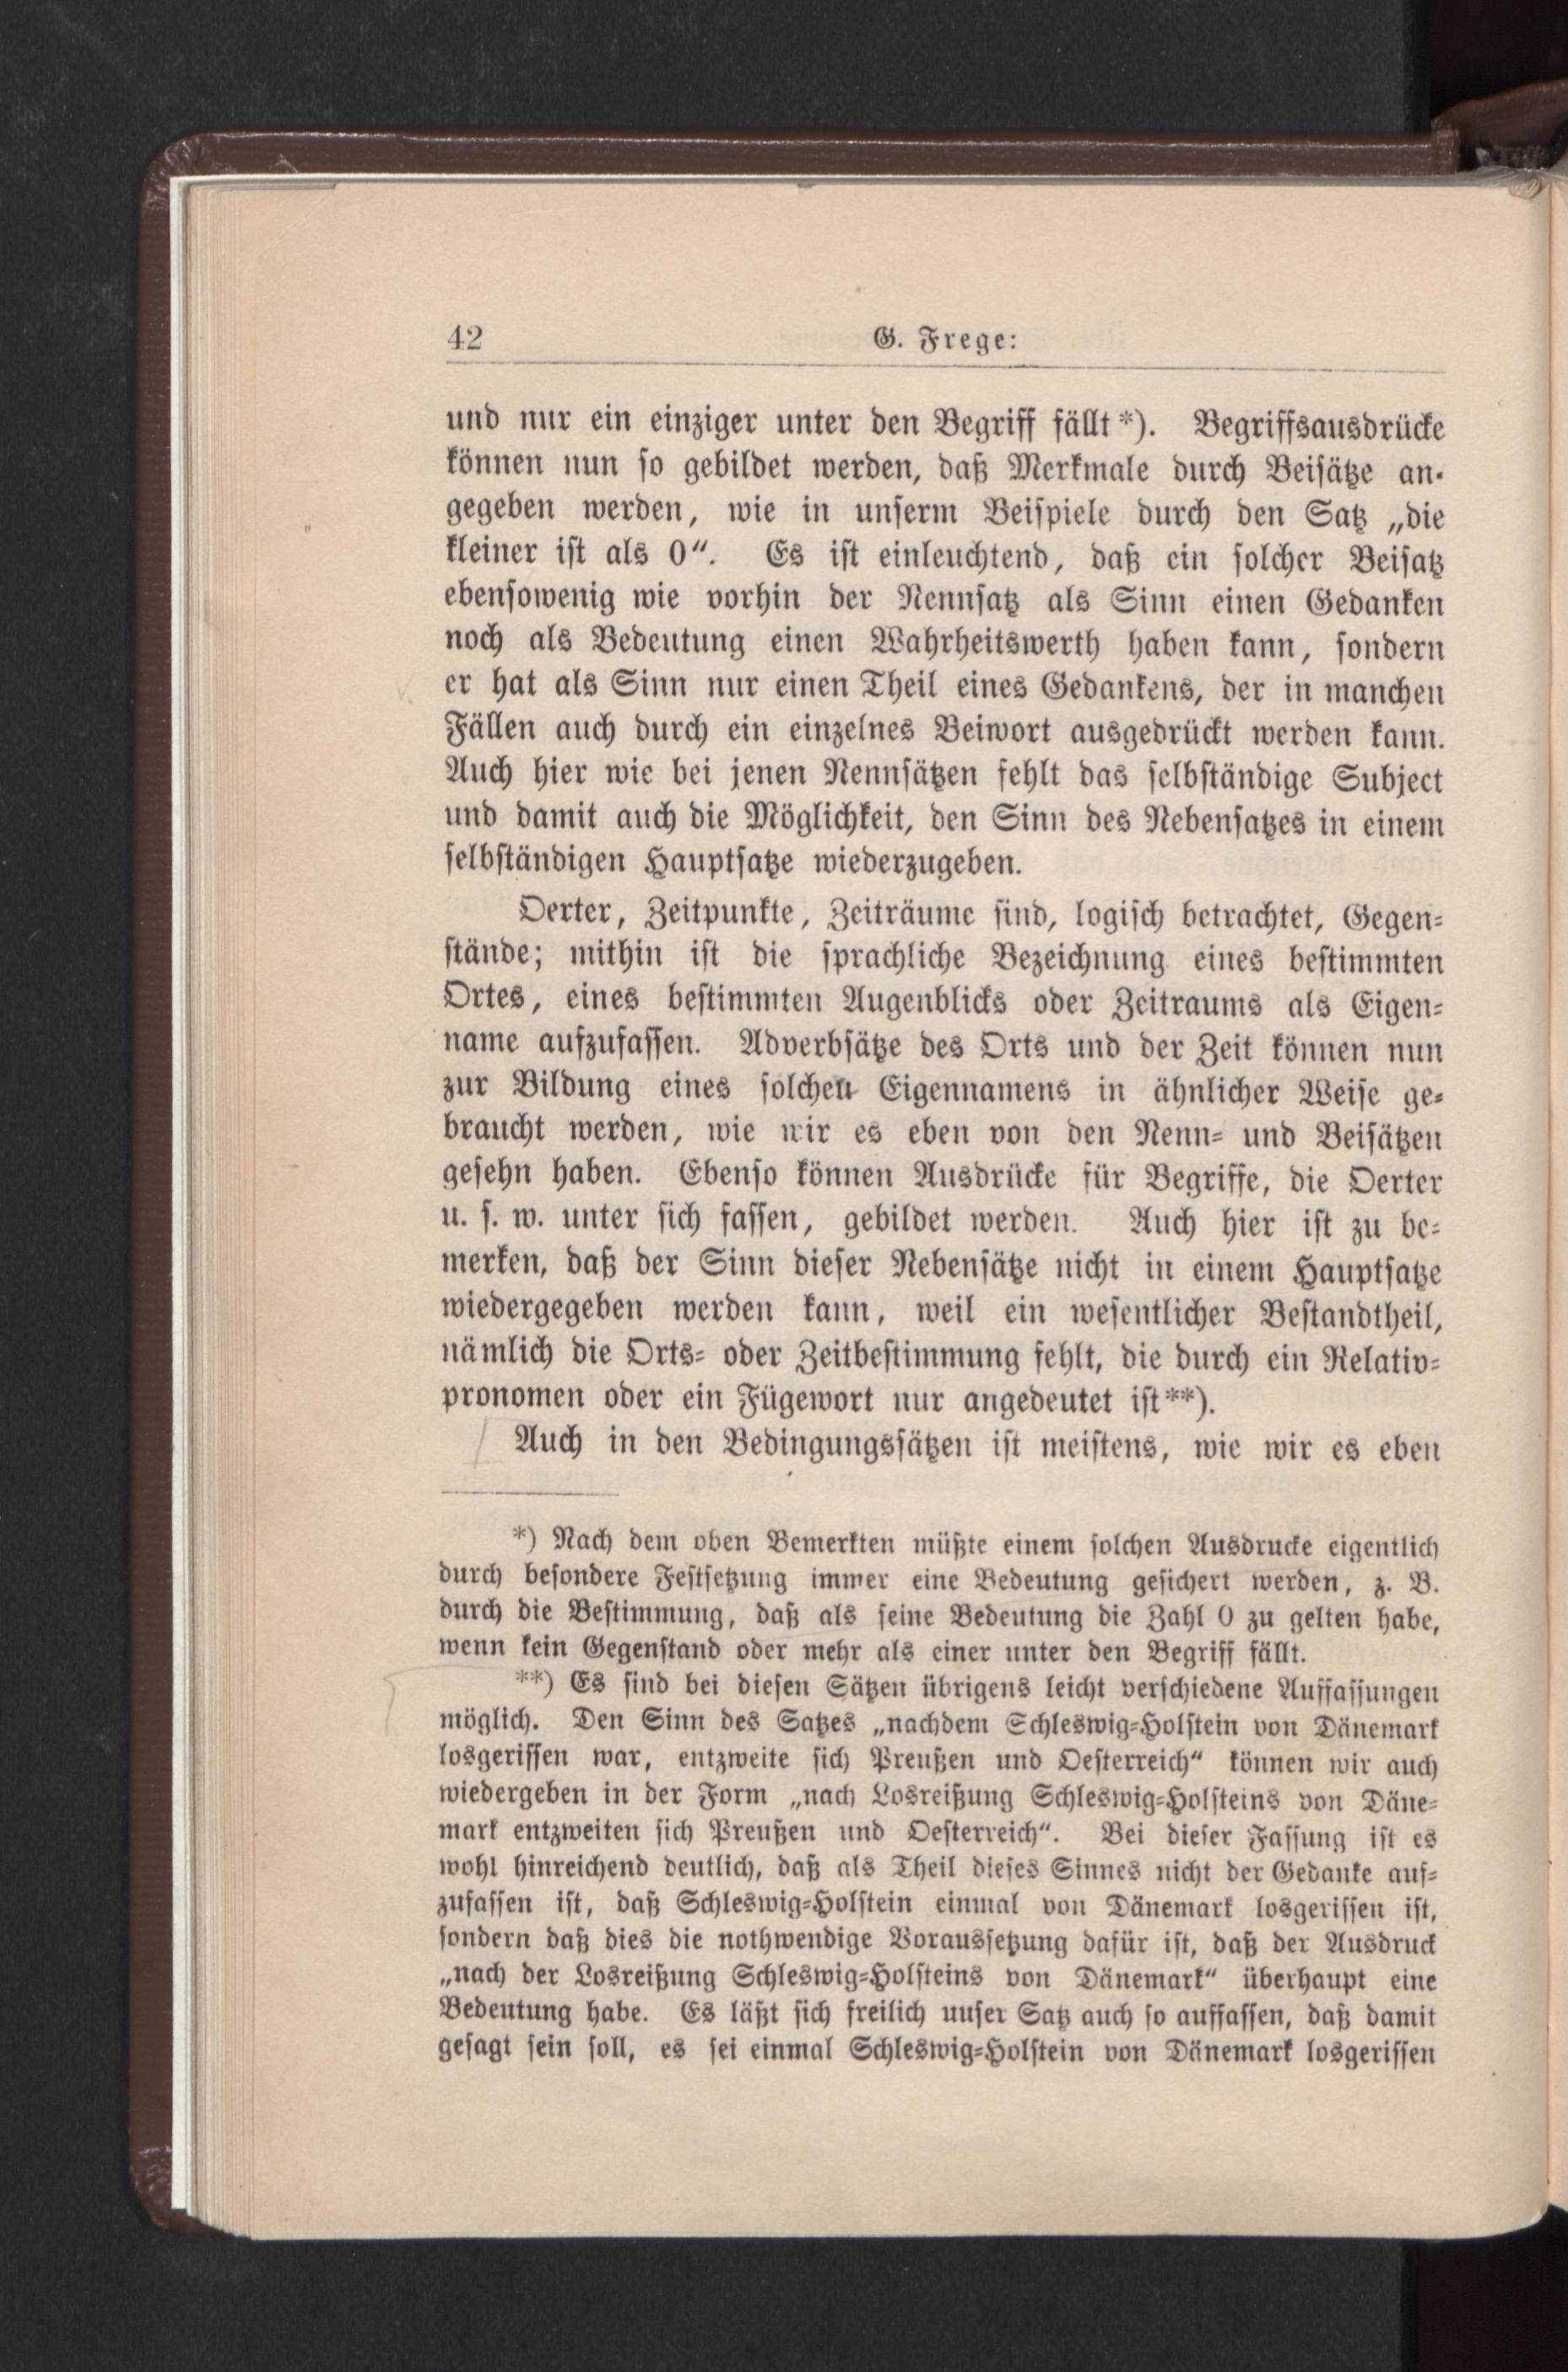 42 G. Frege:
und nur ein einziger unter den Begriff fällt*). Begriffsausdrücke
können nun so gebildet werden, daß Merkmale durch Beisätze an-
gegeben werden, wie in unserm Beispiele durch den Satz „die
kleiner ist als 0“. Es ist einleuchtend, daß ein solcher Beisatz
ebensowenig wie vorhin der Nennsatz als Sinn einen Gedanken
noch als Bedeutung einen Wahrheitswerth haben kann, sondern
er hat als Sinn nur einen Theil eines Gedankens, der in manchen
Fällen auch durch ein einzelnes Beiwort ausgedrückt werden kann.
Auch hier wie bei jenen Nennsätzen fehlt das selbständige Subject
und damit auch die Möglichkeit, den Sinn des Nebensatzes in einem
selbständigen Hauptsatze wiederzugeben.
Oerter, Zeitpunkte, Zeiträume sind, logisch betrachtet, Gegen-
stände; mithin ist die sprachliche Bezeichnung eines bestimmten
Ortes, eines bestimmten Augenblicks oder Zeitraums als Eigen-
name aufzufassen. Adverbsätze des Orts und der Zeit können nun
zur Bildung eines solchen Eigennamens in ähnlicher Weise ge-
braucht werden, wie wir es eben von den Nenn- und Beisätzen
gesehn haben. Ebenso können Ausdrücke für Begriffe, die Oerter
u. s. w. unter sich fassen, gebildet werden. Auch hier ist zu be-
merken, daß der Sinn dieser Nebensätze nicht in einem Hauptsatze
wiedergegeben werden kann, weil ein wesentlicher Bestandtheil,
nämlich die Orts- oder Zeitbestimmung fehlt, die durch ein Relativ-
pronomen oder ein Fügewort nur angedeutet ist**).
Auch in den Bedingungssätzen ist meistens, wie wir es eben
*) Nach dem oben Bemerkten müßte einem solchen Ausdrucke eigentlich
durch besondere Festsetzung immer eine Bedeutung gesichert werden, z. B.
durch die Bestimmung, daß als seine Bedeutung die Zahl 0 zu gelten habe,
wenn kein Gegenstand oder mehr als einer unter den Begriff fällt.
**) Es sind bei diesen Sätzen übrigens leicht verschiedene Auffassungen
möglich. Den Sinn des Satzes „nachdem Schleswig-Holstein von Dänemark
losgerissen war, entzweite sich Preußen und Oesterreich“ können wir auch
wiedergeben in der Form „nach Losreißung Schleswig-Holsteins von Däne-
mark entzweiten sich Preußen und Oesterreich“. Bei dieser Fassung ist es
wohl hinreichend deutlich, daß als Theil dieses Sinnes nicht der Gedanke auf-
zufassen ist, daß Schleswig-Holstein einmal von Dänemark losgerissen ist,
sondern daß dies die nothwendige Voraussetzung dafür ist, daß der Ausdruck
„nach der Losreißung Schleswig-Holsteins von Dänemark“ überhaupt eine
Bedeutung habe. Es läßt sich freilich unser Satz auch so auffassen, daß damit
gesagt sein soll, es sei einmal Schleswig-Holstein von Dänemark losgerissen